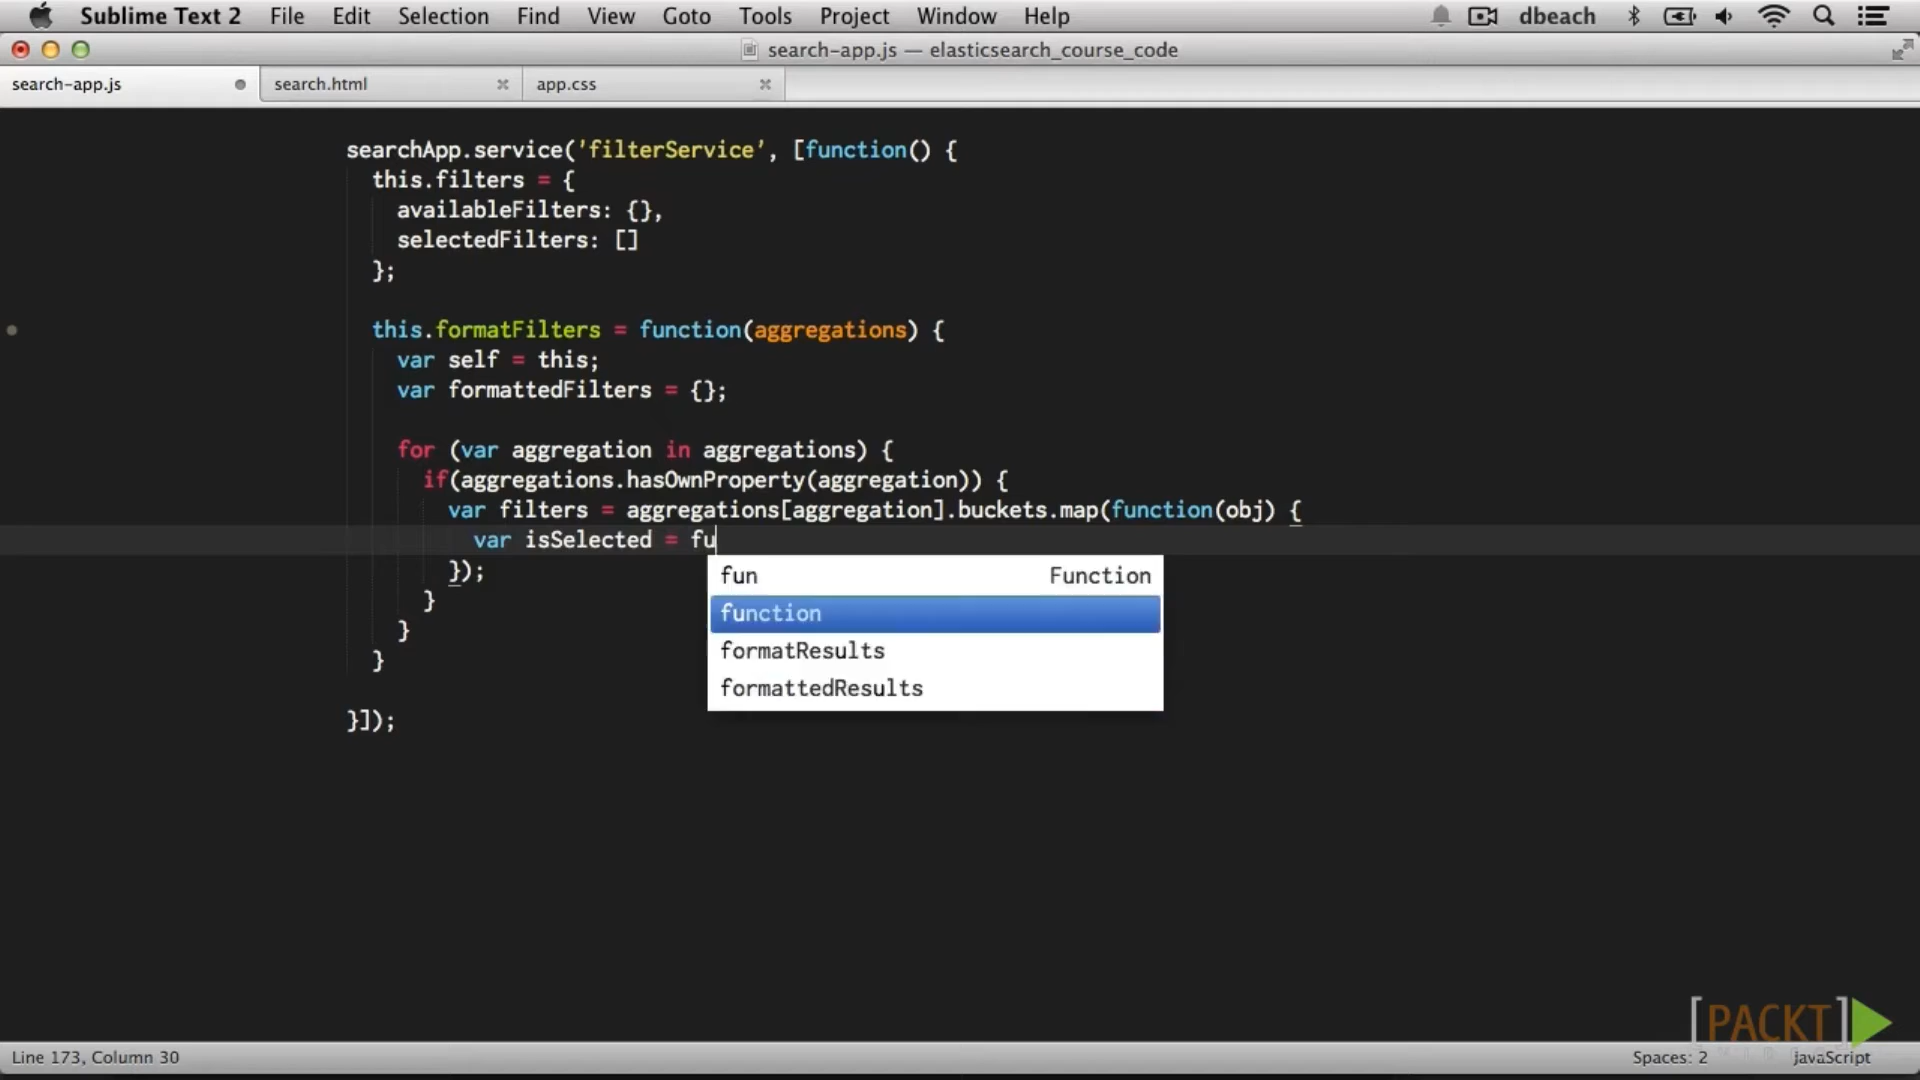 Sublime Text 2 File Edit Selection Find View Goto Tools Project Window Help dbeach
search-app.js — elasticsearch_course_code
search-app.js search.html app.css
searchApp.service('filterService', [function() {
this.filters = {
availableFilters: {},
selectedFilters: []
};
this.formatFilters = function(aggregations) {
var self = this;
var formattedFilters = {};
for (var aggregation in aggregations) {
if(aggregations.hasOwnProperty(aggregation)) {
var filters = aggregations[aggregation].buckets.map(function(obj) {
var isSelected = fu
});
}
}
}
}]);
fun Function
function
formatResults
formattedResults
[PACKT]
Line 173, Column 30 Spaces: 2 JavaScript